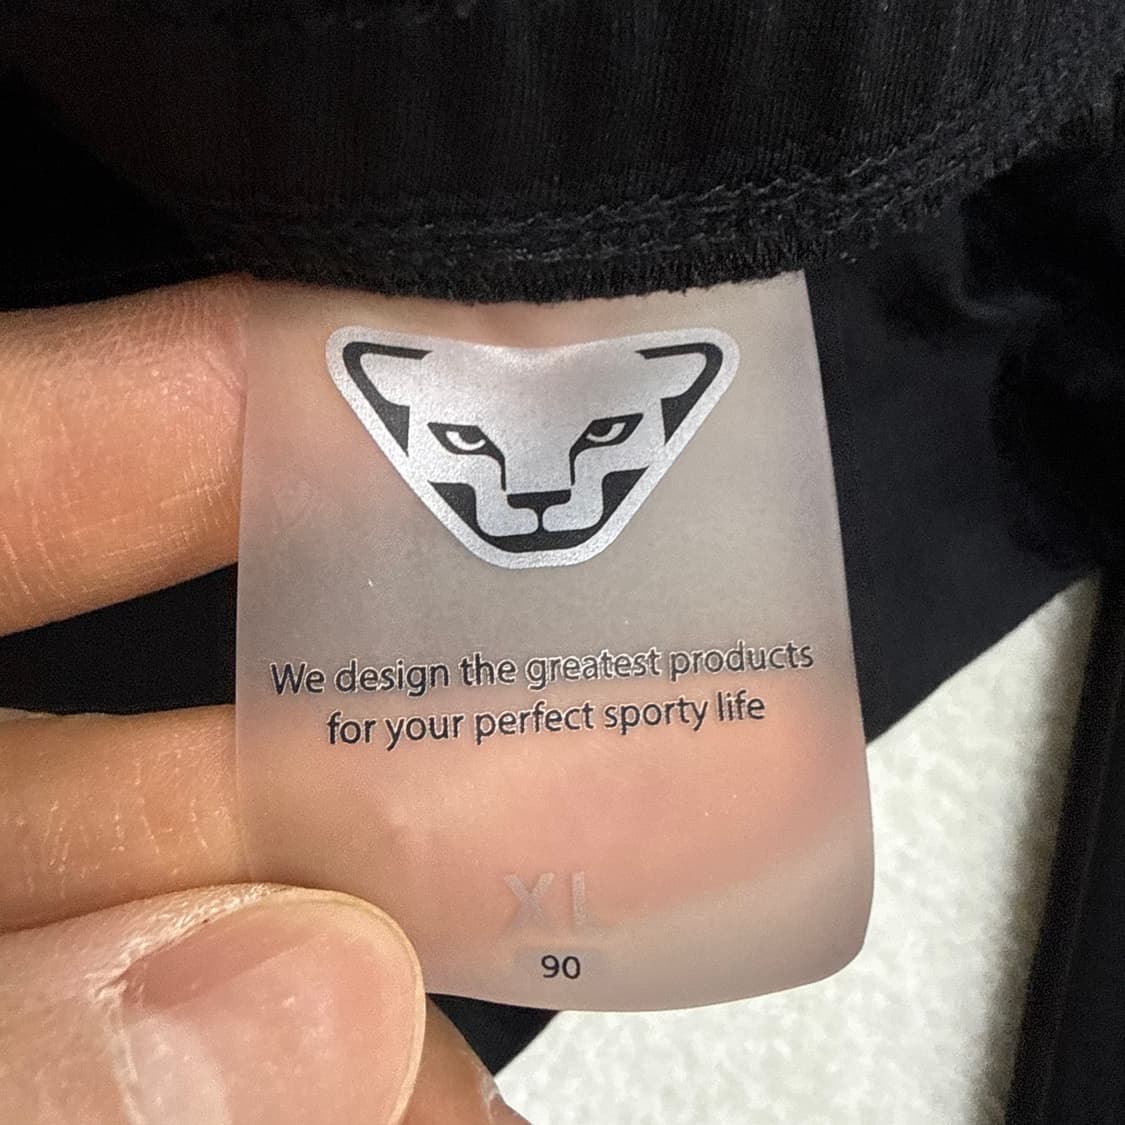 We design the greatest products
for your perfect sporty life
XL
90